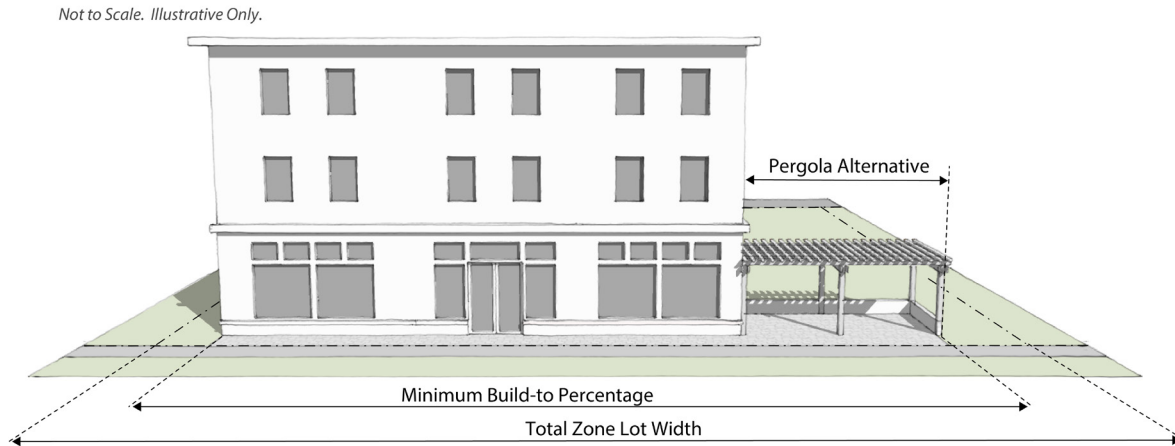 Not to Scale. Illustrative Only.
Pergola Alternative
Minimum Build-to Percentage
Total Zone Lot Width